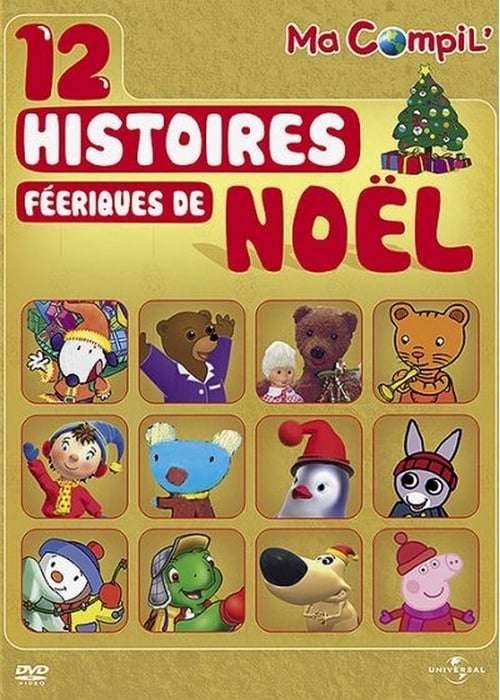 12
Ma CompiL'
HISTOIRES
FÉERIQUES DE
NOËL
DVD
VIDEO
UNIVERSAL